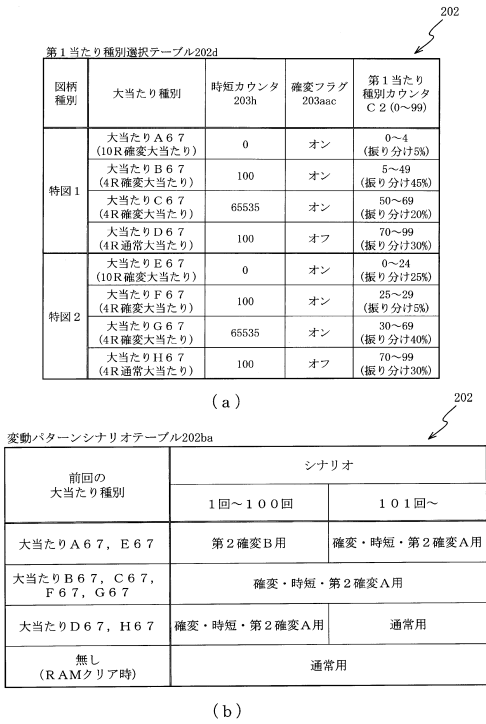 202
第１当たり種別選択テーブル202d
図柄
種別
大当たり種別
時短カウンタ
203h
確変フラグ
203aac
第１当たり
種別カウンタ
Ｃ２(0～99)
特図１
大当たりＡ６７
(10Ｒ確変大当たり)
0
オン
0～4
(振り分け5%)
大当たりＢ６７
(4Ｒ確変大当たり)
100
オン
5～49
(振り分け45%)
大当たりＣ６７
(4Ｒ確変大当たり)
65535
オン
50～69
(振り分け20%)
大当たりＤ６７
(4Ｒ通常大当たり)
100
オフ
70～99
(振り分け30%)
特図２
大当たりＥ６７
(10Ｒ確変大当たり)
0
オン
0～24
(振り分け25%)
大当たりＦ６７
(4Ｒ確変大当たり)
100
オン
25～29
(振り分け5%)
大当たりＧ６７
(4Ｒ確変大当たり)
65535
オン
30～69
(振り分け40%)
大当たりＨ６７
(4Ｒ通常大当たり)
100
オフ
70～99
(振り分け30%)
(a)
202
変動パターンシナリオテーブル202ba
前回の
大当たり種別
シナリオ
１回～１００回
１０１回～
大当たりＡ６７，Ｅ６７
第２確変Ｂ用
確変・時短・第２確変Ａ用
大当たりＢ６７，Ｃ６７，
Ｆ６７，Ｇ６７
確変・時短・第２確変Ａ用
大当たりＤ６７，Ｈ６７
確変・時短・第２確変Ａ用
通常用
無し
(ＲＡＭクリア時)
通常用
(b)